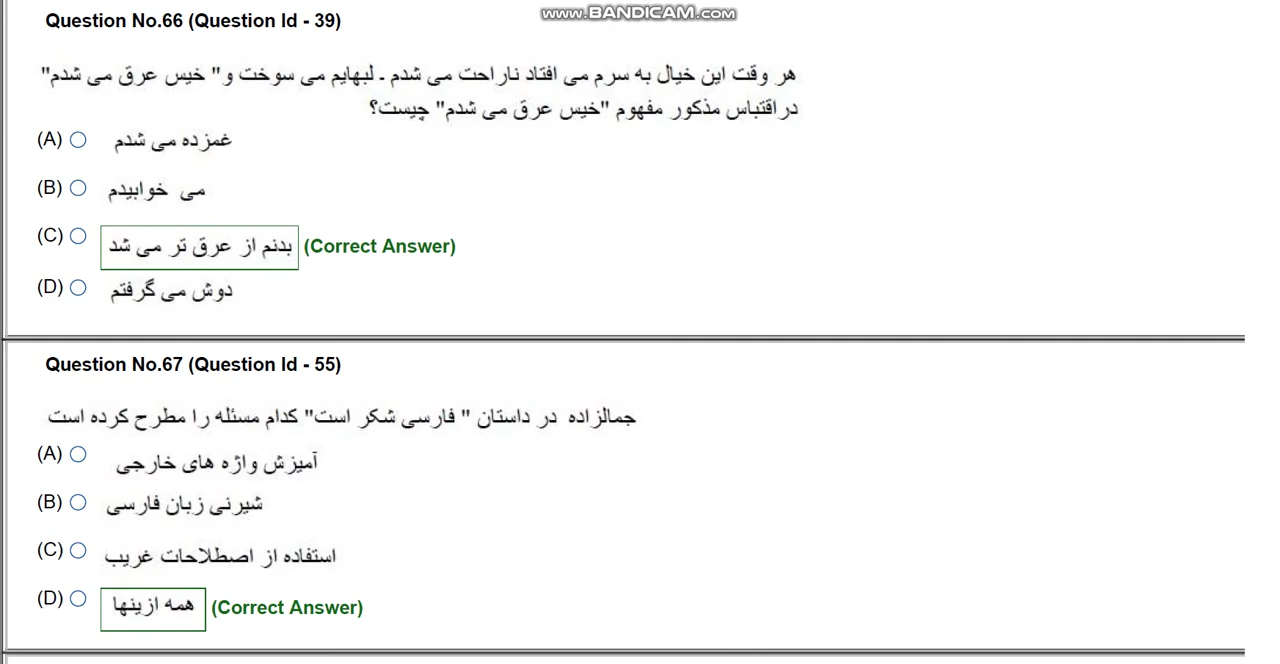 www.BANDICAM.com
Question No.66 (Question Id - 39)
هر وقت این خیال به سرم می افتاد ناراحت می شدم ـ لبهایم می سوخت و" خیس عرق می شدم"
دراقتباس مذکور مفهوم "خیس عرق می شدم" چیست؟
(A) غمزده می شدم
(B) می خوابیدم
(C) بدنم از عرق تر می شد (Correct Answer)
(D) دوش می گرفتم
Question No.67 (Question Id - 55)
جمالزاده در داستان " فارسی شکر است" کدام مسئله را مطرح کرده است
(A) آمیزش واژه های خارجی
(B) شیرنی زبان فارسی
(C) استفاده از اصطلاحات غریب
(D) همه ازینها (Correct Answer)